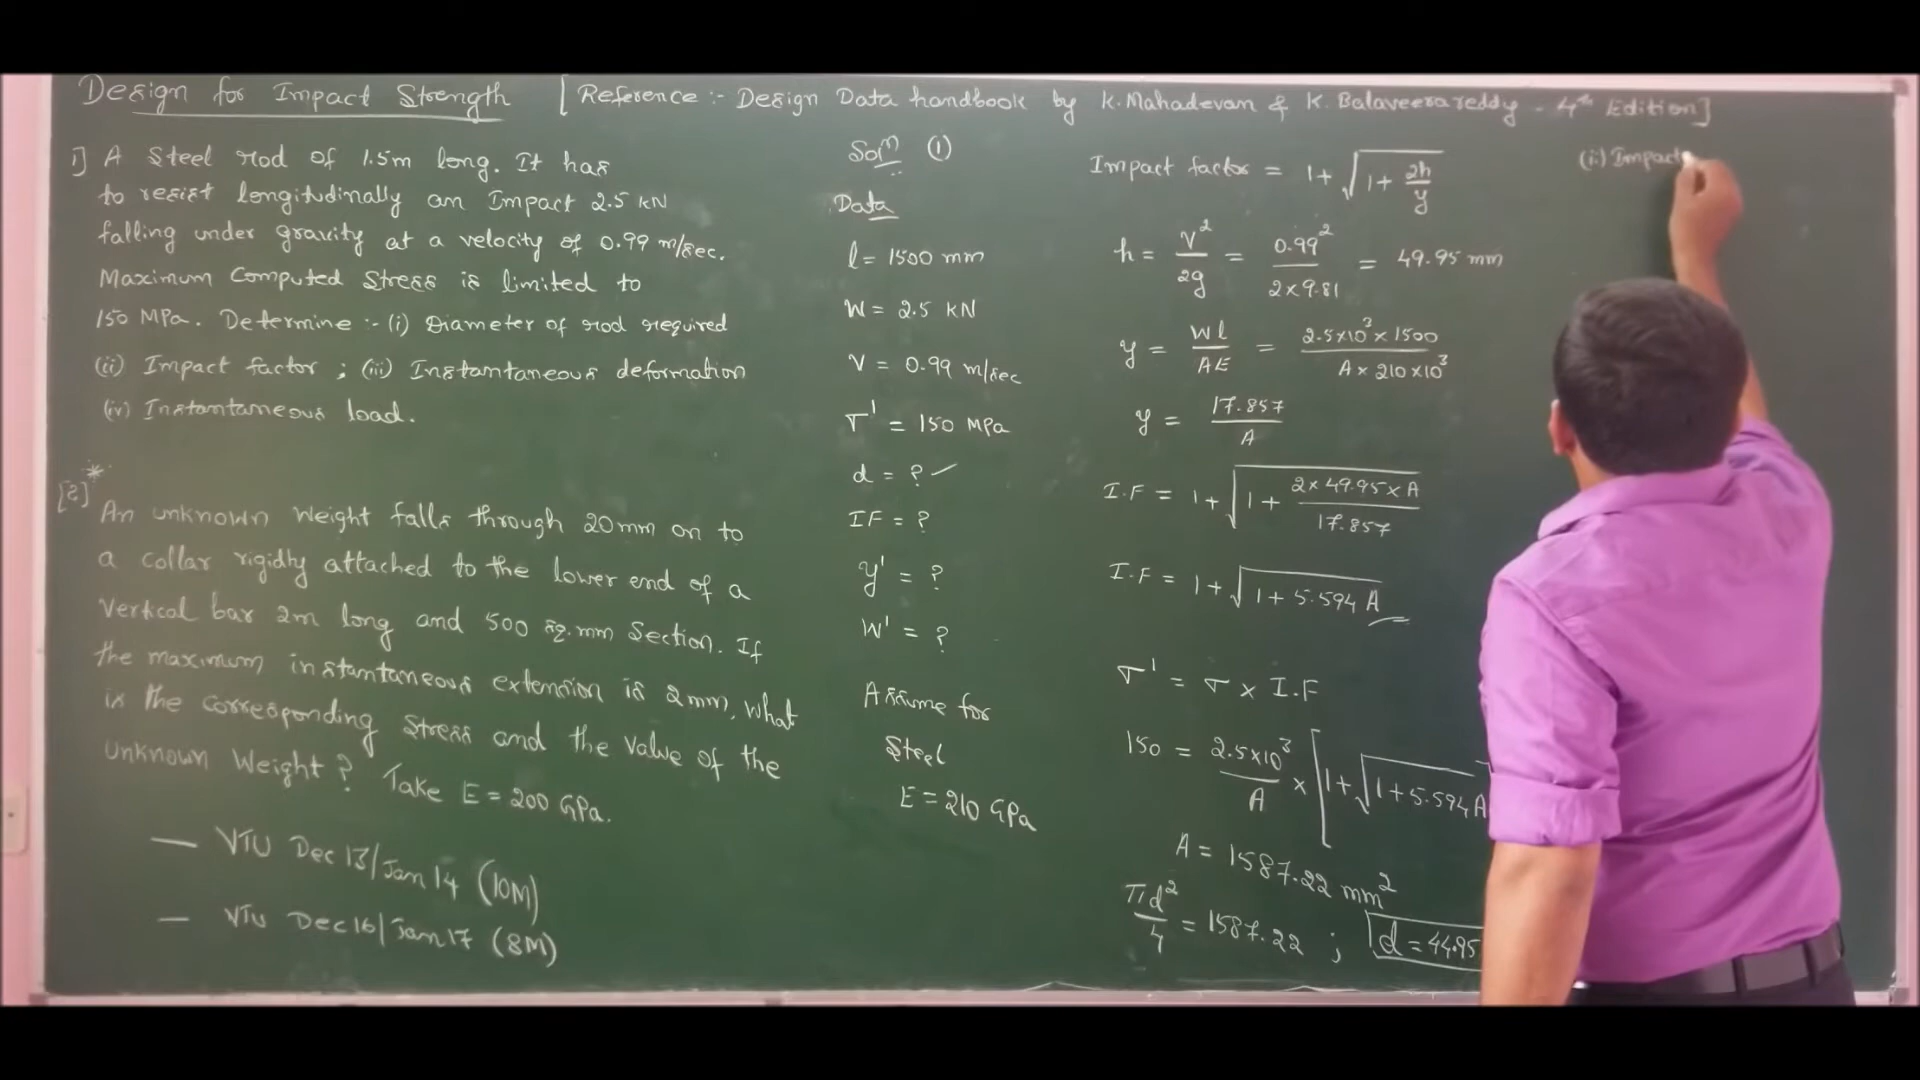 Design for Impact Strength [Reference :- Design Data handbook by K. Mahadevan & K. Balaveerareddy - 4th Edition]
1] A Steel rod of 1.5m long. It has
to resist longitudinally an Impact 2.5 kN
falling under gravity at a velocity of 0.99 m/sec.
Maximum Computed Stress is limited to
150 MPa. Determine :- (i) Diameter of rod required
(ii) Impact factor ; (iii) Instantaneous deformation
(iv) Instantaneous load.
[2]*
An unknown weight falls through 20mm on to
a collar rigidly attached to the lower end of a
Vertical bar 2m long and 500 sq.mm Section. If
the maximum instantaneous extension is 2mm, what
is the corresponding Stress and the value of the
unknown Weight? Take E = 200 GPa.
— VTU Dec 13/Jan 14 (10M)
— VTU Dec 16/Jan 17 (8M)
Soln (1)
Data
l = 1500 mm
W = 2.5 kN
V = 0.99 m/sec
σ' = 150 MPa
d = ? ✓
IF = ?
y' = ?
W' = ?
Assume for
Steel
E = 210 GPa
Impact factor = 1 + √(1 + 2h/y)
h = V²/2g = 0.99²/(2×9.81) = 49.95 mm
y = Wl/AE = (2.5×10³×1500)/(A×210×10³)
y = 17.857/A
I.F = 1 + √(1 + (2×49.95×A)/17.857)
I.F = 1 + √(1 + 5.594 A)
σ' = σ × I.F
150 = 2.5×10³/A × [1 + √(1 + 5.594 A
A = 1587.22 mm²
πd²/4 = 1587.22 ; d = 44.95
(ii) Impact